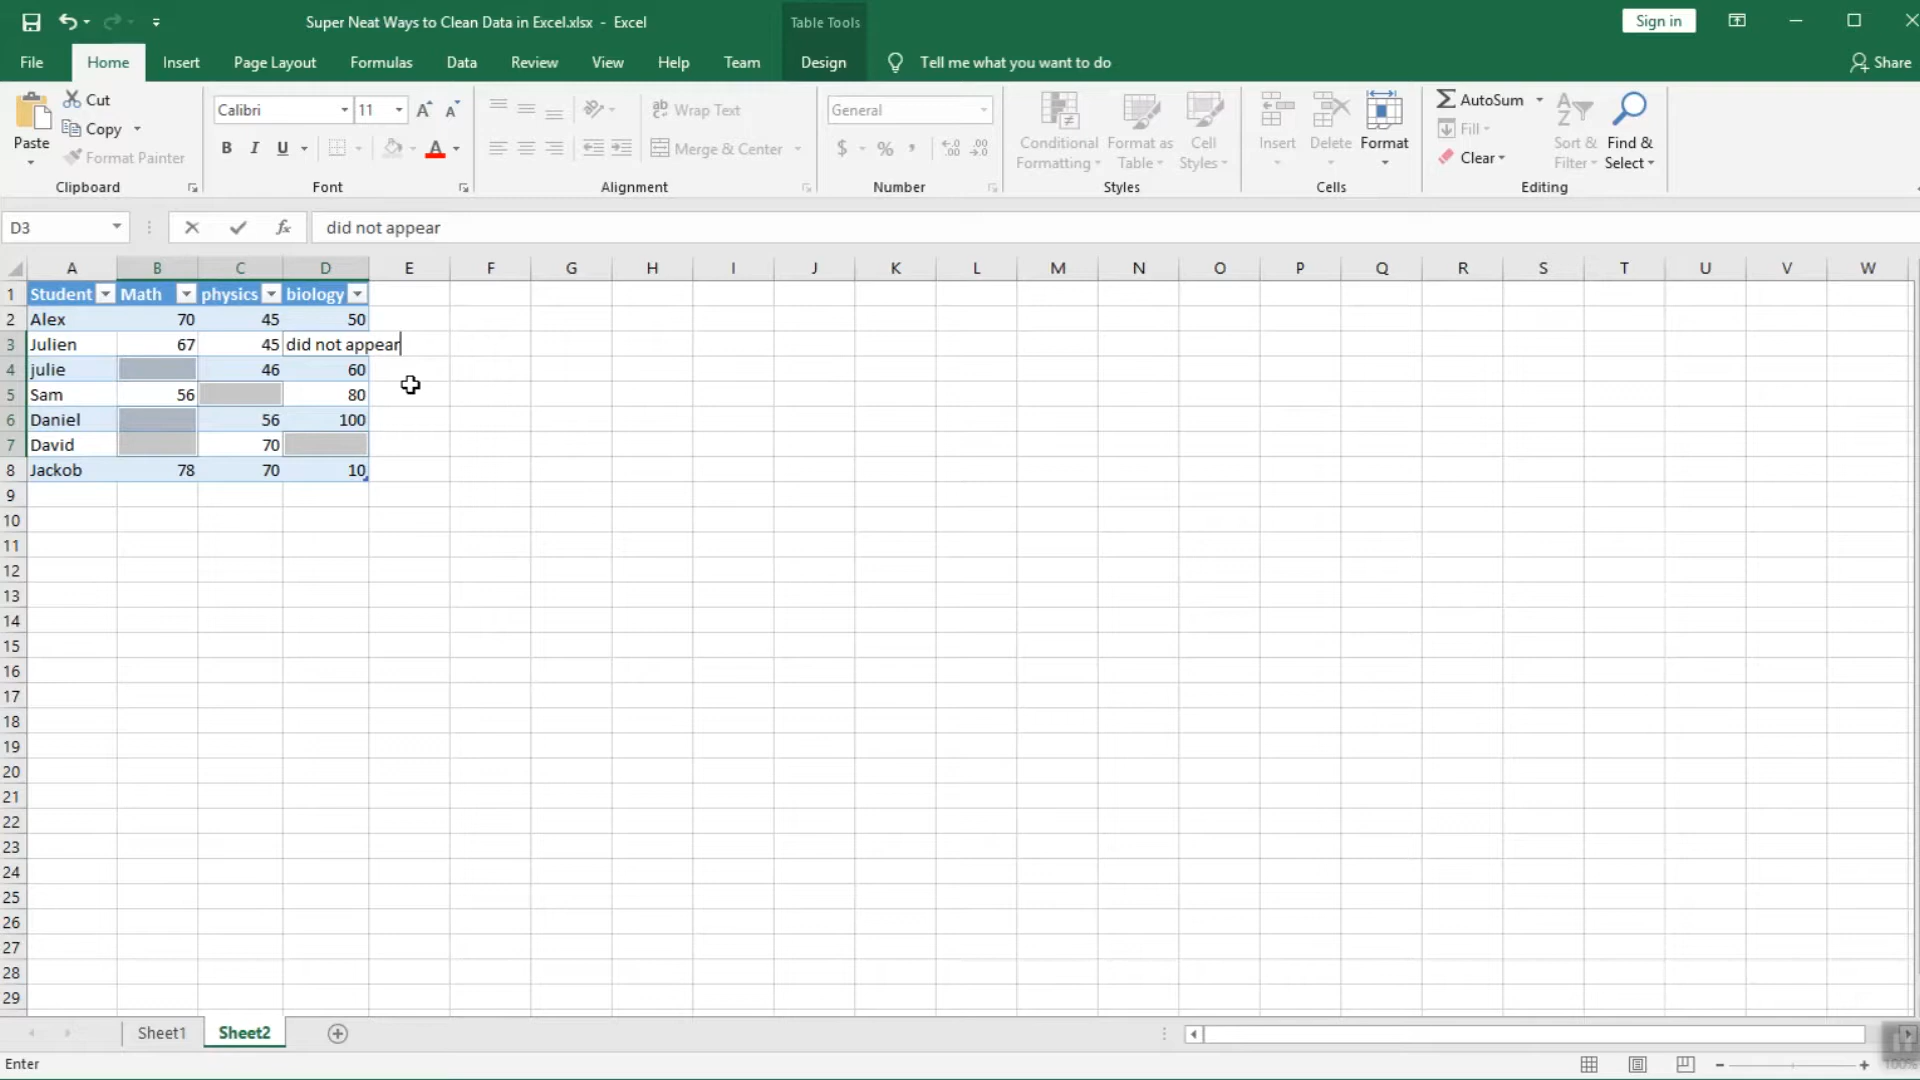 Super Neat Ways to Clean Data in Excel.xlsx - Excel
Table Tools
Sign in
File Home Insert Page Layout Formulas Data Review View Help Team Design Tell me what you want to do Share
Paste
Cut
Copy
Format Painter
Clipboard
Calibri 11
B I U A
Font
Wrap Text
Merge & Center
Alignment
General
$ % , .00
Number
Conditional Formatting
Format as Table
Cell Styles
Styles
Insert Delete Format
Cells
AutoSum
Fill
Clear
Sort & Filter
Find & Select
Editing
D3 fx did not appear
A B C D E F G H I J K L M N O P Q R S T U V W
1 Student Math physics biology
2 Alex 70 45 50
3 Julien 67 45 did not appear
4 julie 46 60
5 Sam 56 80
6 Daniel 56 100
7 David 70
8 Jackob 78 70 10
9
10
11
12
13
14
15
16
17
18
19
20
21
22
23
24
25
26
27
28
29
Sheet1 Sheet2
Enter
100%